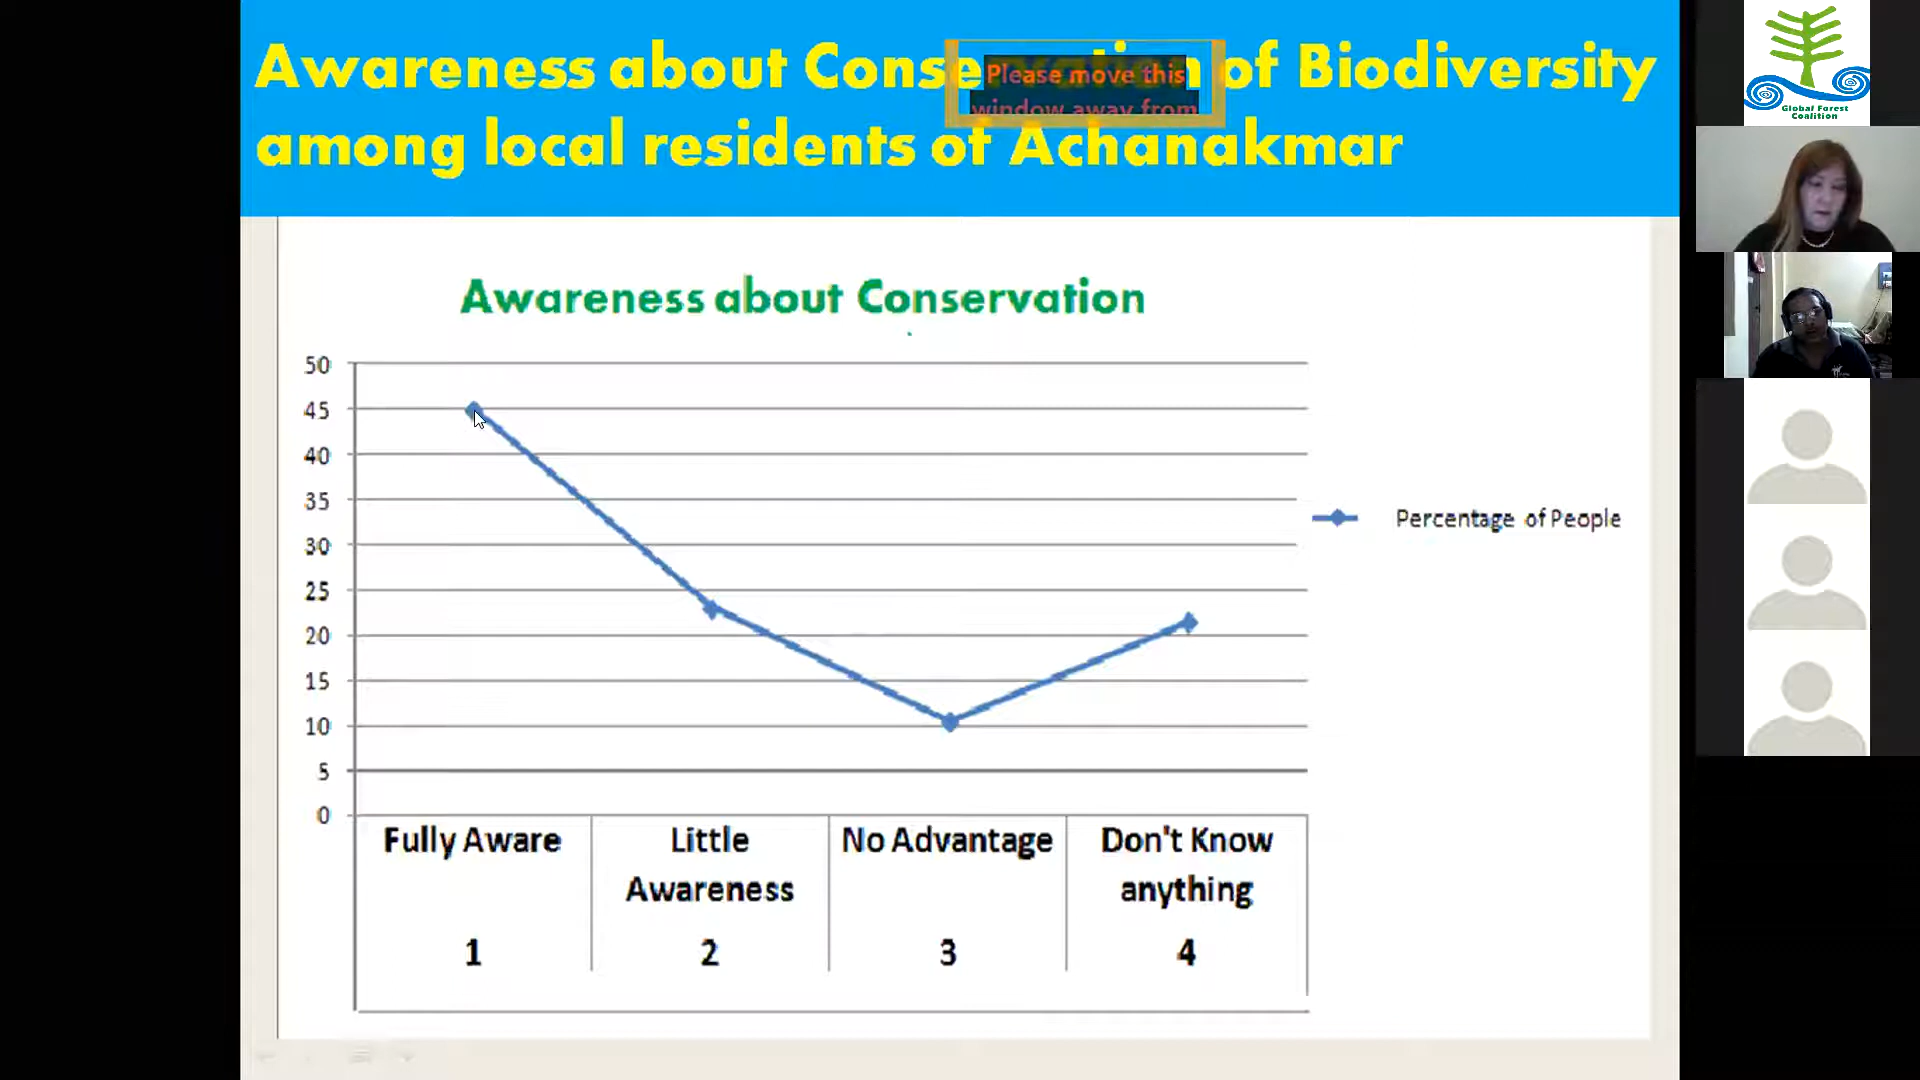 Awareness about Conservation of Biodiversity
among local residents of Achanakmar
Please move this
window away from
Global Forest
Coalition
Awareness about Conservation
50
45
40
35
30
25
20
15
10
5
0
Percentage of People
Fully Aware
Little
Awareness
No Advantage
Don't Know
anything
1
2
3
4